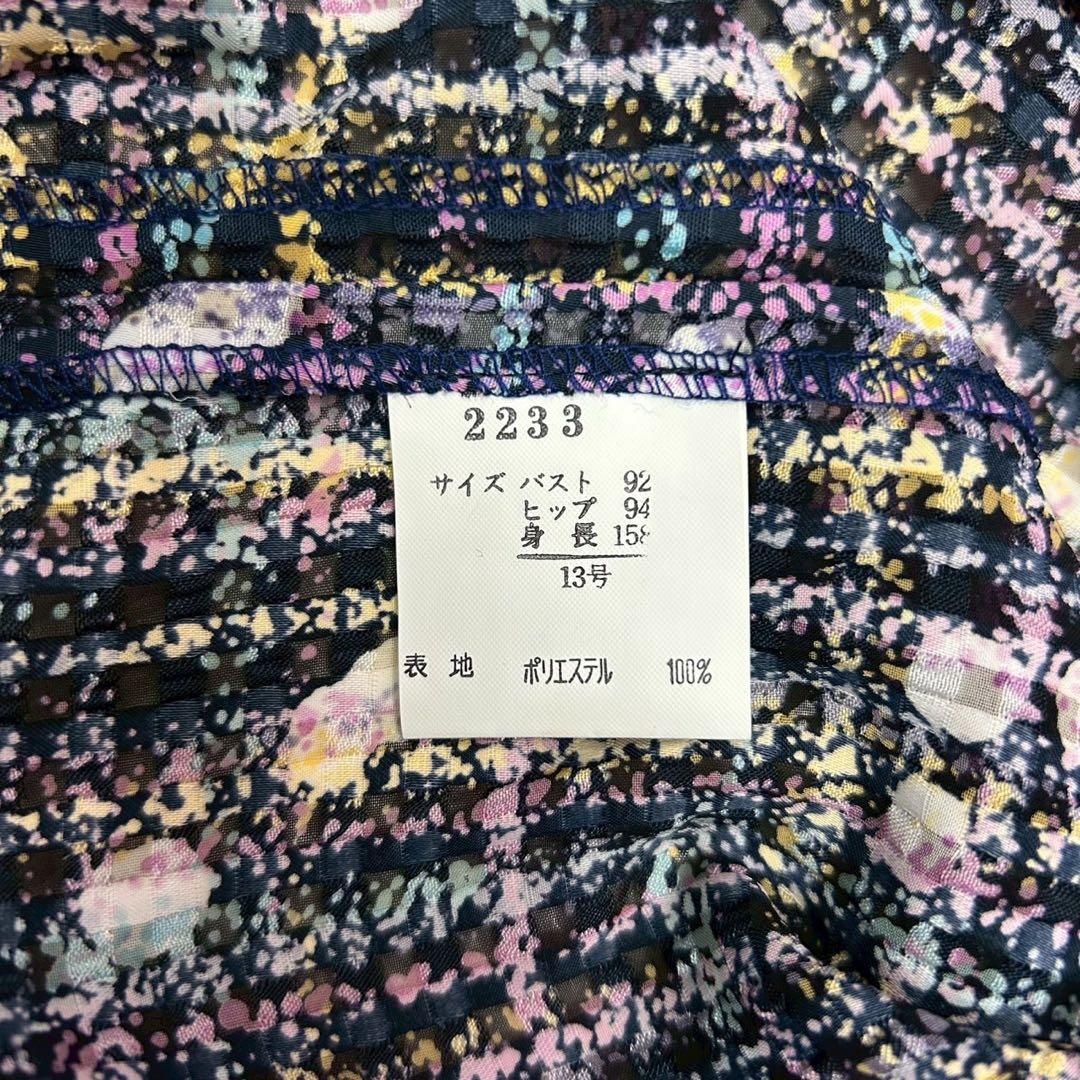 2233
サイズ バスト 92
ヒップ 94
身長 158
13号
表地 ポリエステル 100%